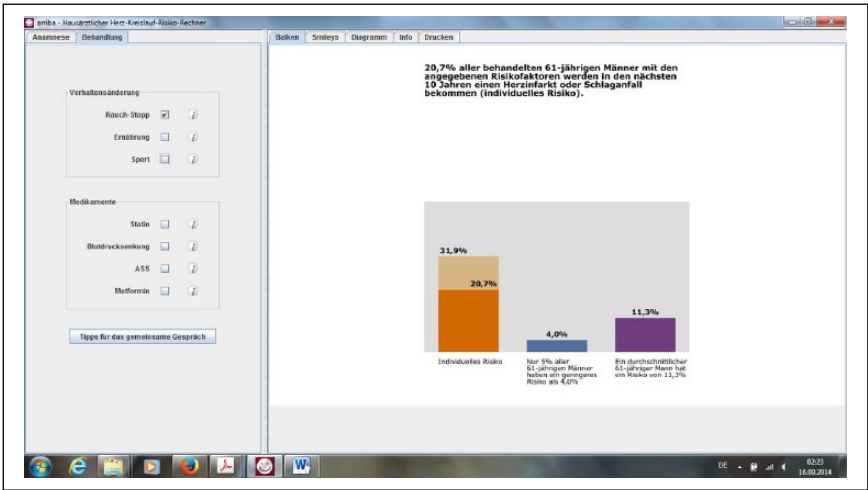 arriba - Hausärztlicher Herz-Kreislauf-Risiko-Rechner
Anamnese Behandlung
Balken Smileys Diagramm Info Drucken
20,7% aller behandelten 61-jährigen Männer mit den
angegebenen Risikofaktoren werden in den nächsten
10 Jahren einen Herzinfarkt oder Schlaganfall
bekommen (individuelles Risiko).
Verhaltensänderung
Rauch-Stopp
Ernährung
Sport
Medikamente
Statin
Blutdrucksenkung
ASS
Metformin
Tipps für das gemeinsame Gespräch
31,9%
20,7%
4,0%
11,3%
Individuelles Risiko
Nur 5% aller
61-jährigen Männer
haben ein geringeres
Risiko als 4,0%
Ein durchschnittlicher
61-jähriger Mann hat
ein Risiko von 11,3%
DE
02:23
16.09.2014